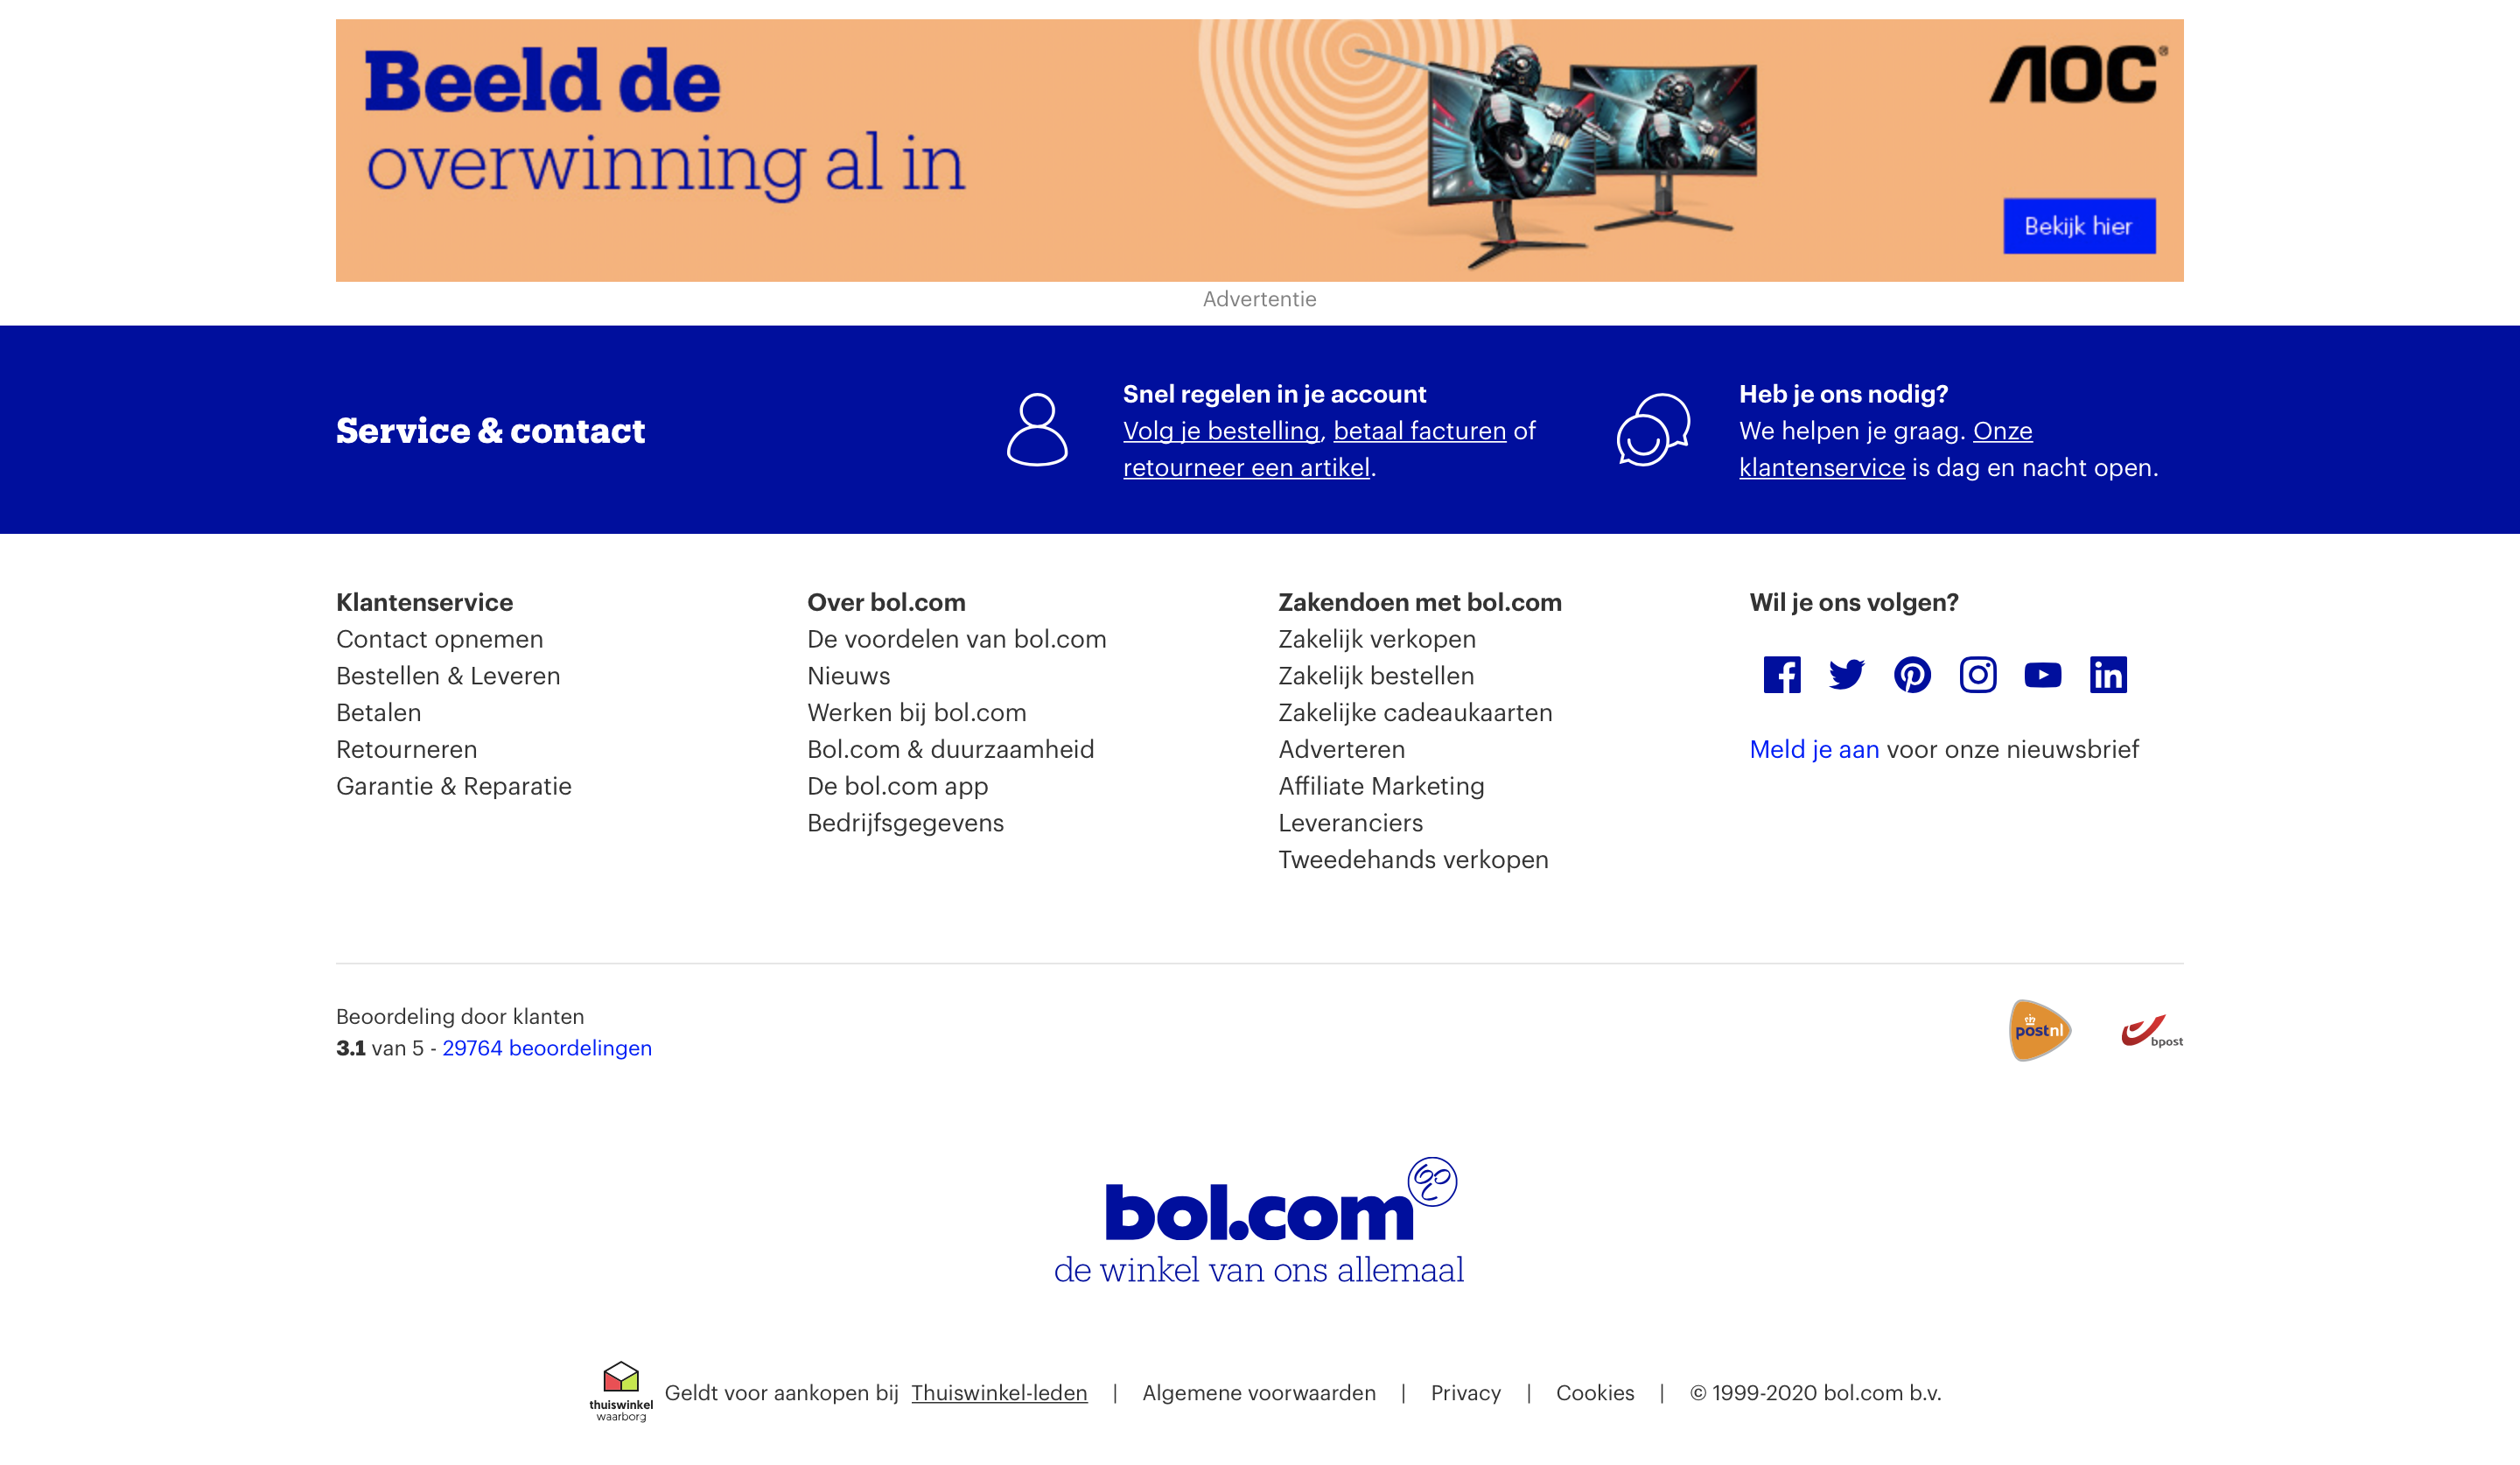 Beeld de
overwinning al in
AOC®
Bekijk hier
Advertentie
Service & contact
Snel regelen in je account
Volg je bestelling, betaal facturen of
retourneer een artikel.
Heb je ons nodig?
We helpen je graag. Onze
klantenservice is dag en nacht open.
Klantenservice
Contact opnemen
Bestellen & Leveren
Betalen
Retourneren
Garantie & Reparatie
Over bol.com
De voordelen van bol.com
Nieuws
Werken bij bol.com
Bol.com & duurzaamheid
De bol.com app
Bedrijfsgegevens
Zakendoen met bol.com
Zakelijk verkopen
Zakelijk bestellen
Zakelijke cadeaukaarten
Adverteren
Affiliate Marketing
Leveranciers
Tweedehands verkopen
Wil je ons volgen?
Meld je aan voor onze nieuwsbrief
Beoordeling door klanten
3.1 van 5 - 29764 beoordelingen
postnl
bpost
bol.com
de winkel van ons allemaal
thuiswinkel
waarborg
Geldt voor aankopen bij Thuiswinkel-leden | Algemene voorwaarden | Privacy | Cookies | © 1999-2020 bol.com b.v.